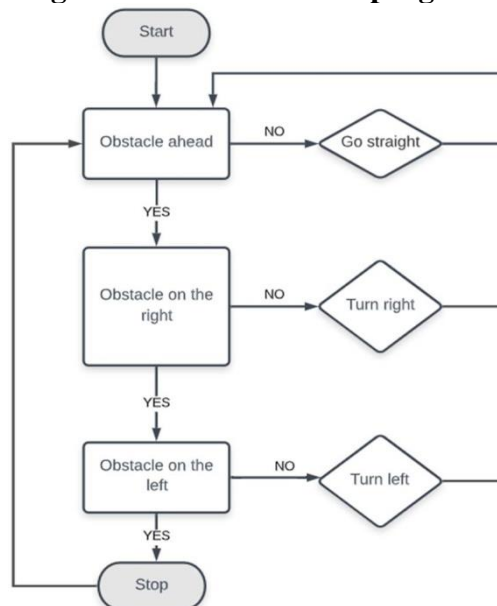 Start
Obstacle ahead
NO
Go straight
YES
Obstacle on the
right
NO
Turn right
YES
Obstacle on the
left
NO
Turn left
YES
Stop